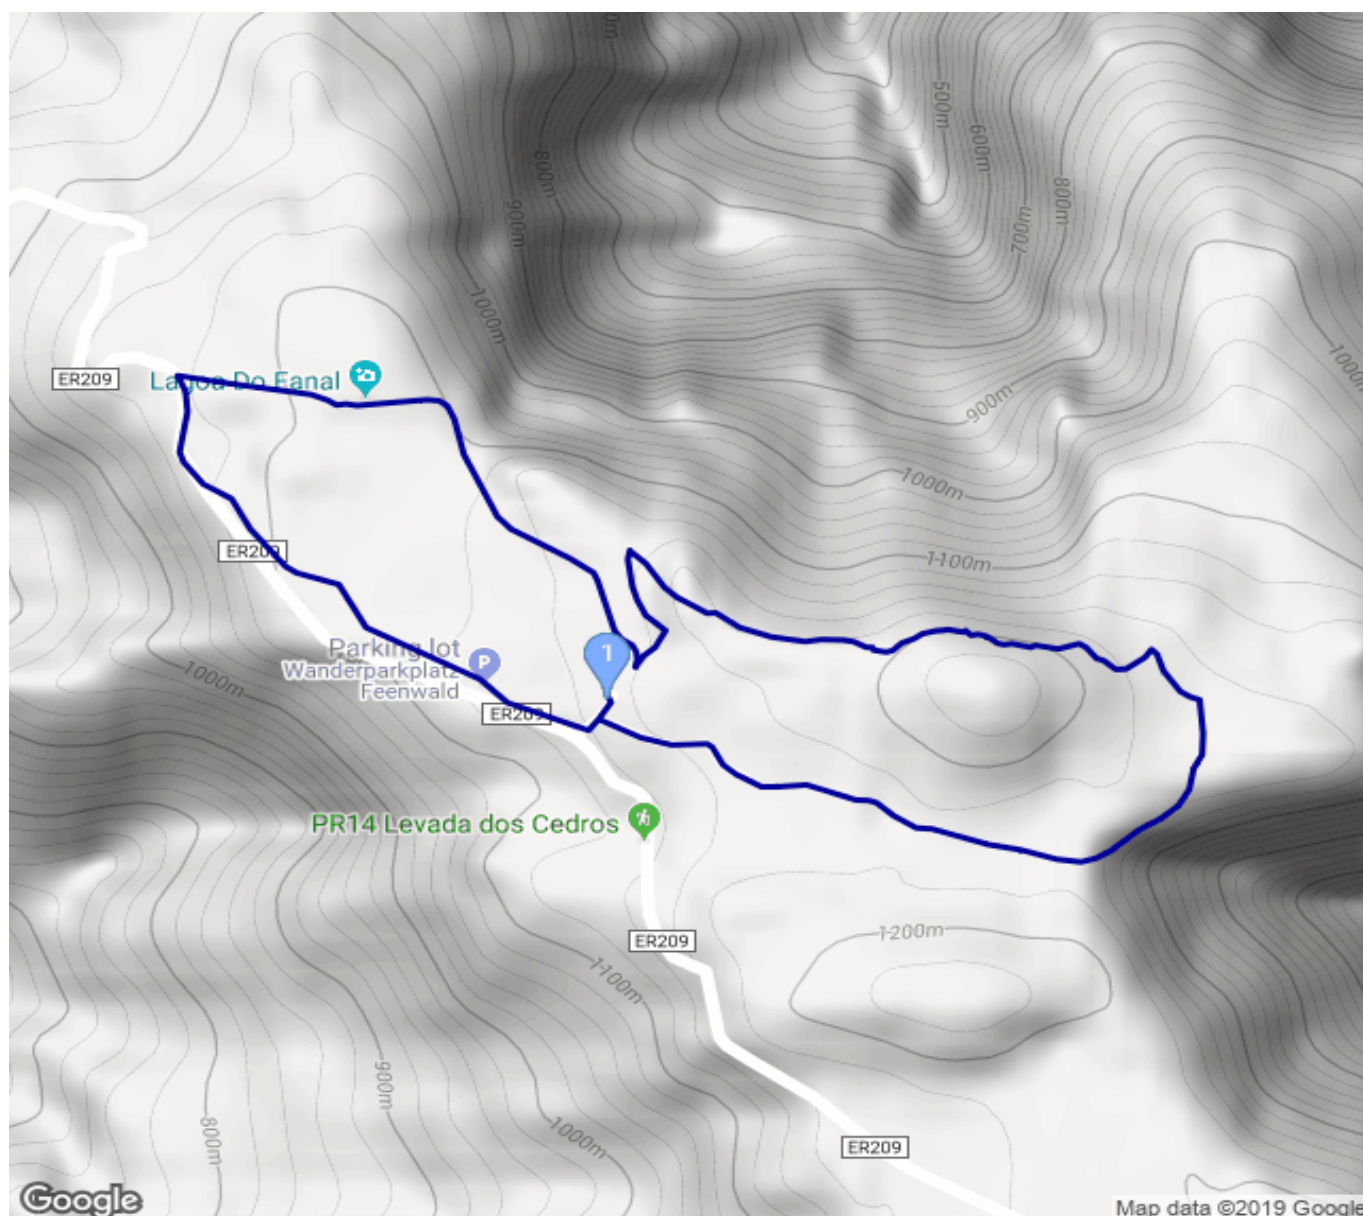 500m
600m
800m
800m
900m
700m
1000m
1000m
ER209
Lagoa Do Fanal
900m
1000m
1100m
ER209
Parking lot
Wanderparkplatz
Feenwald
P
1
1000m
ER209
PR14 Levada dos Cedros
1200m
ER209
1100m
900m
800m
1000m
ER209
Google
Map data ©2019 Google